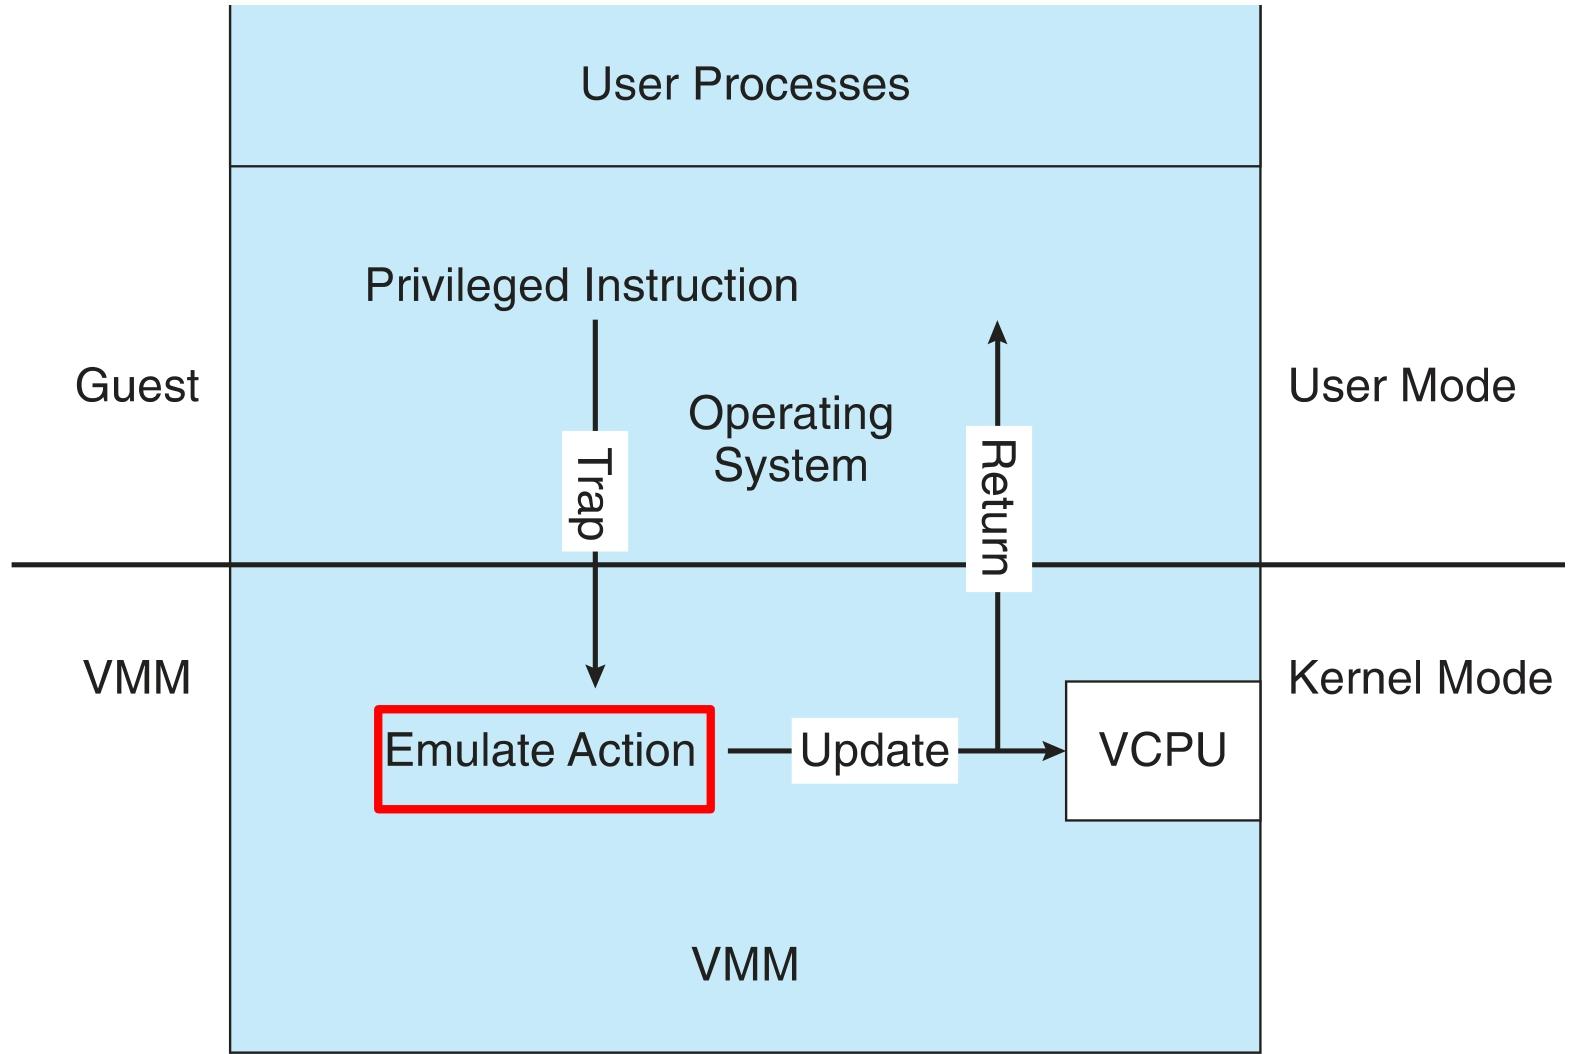 User Processes
Privileged Instruction
Guest
User Mode
Operating
System
Trap
Return
VMM
Kernel Mode
Emulate Action
Update
VCPU
VMM